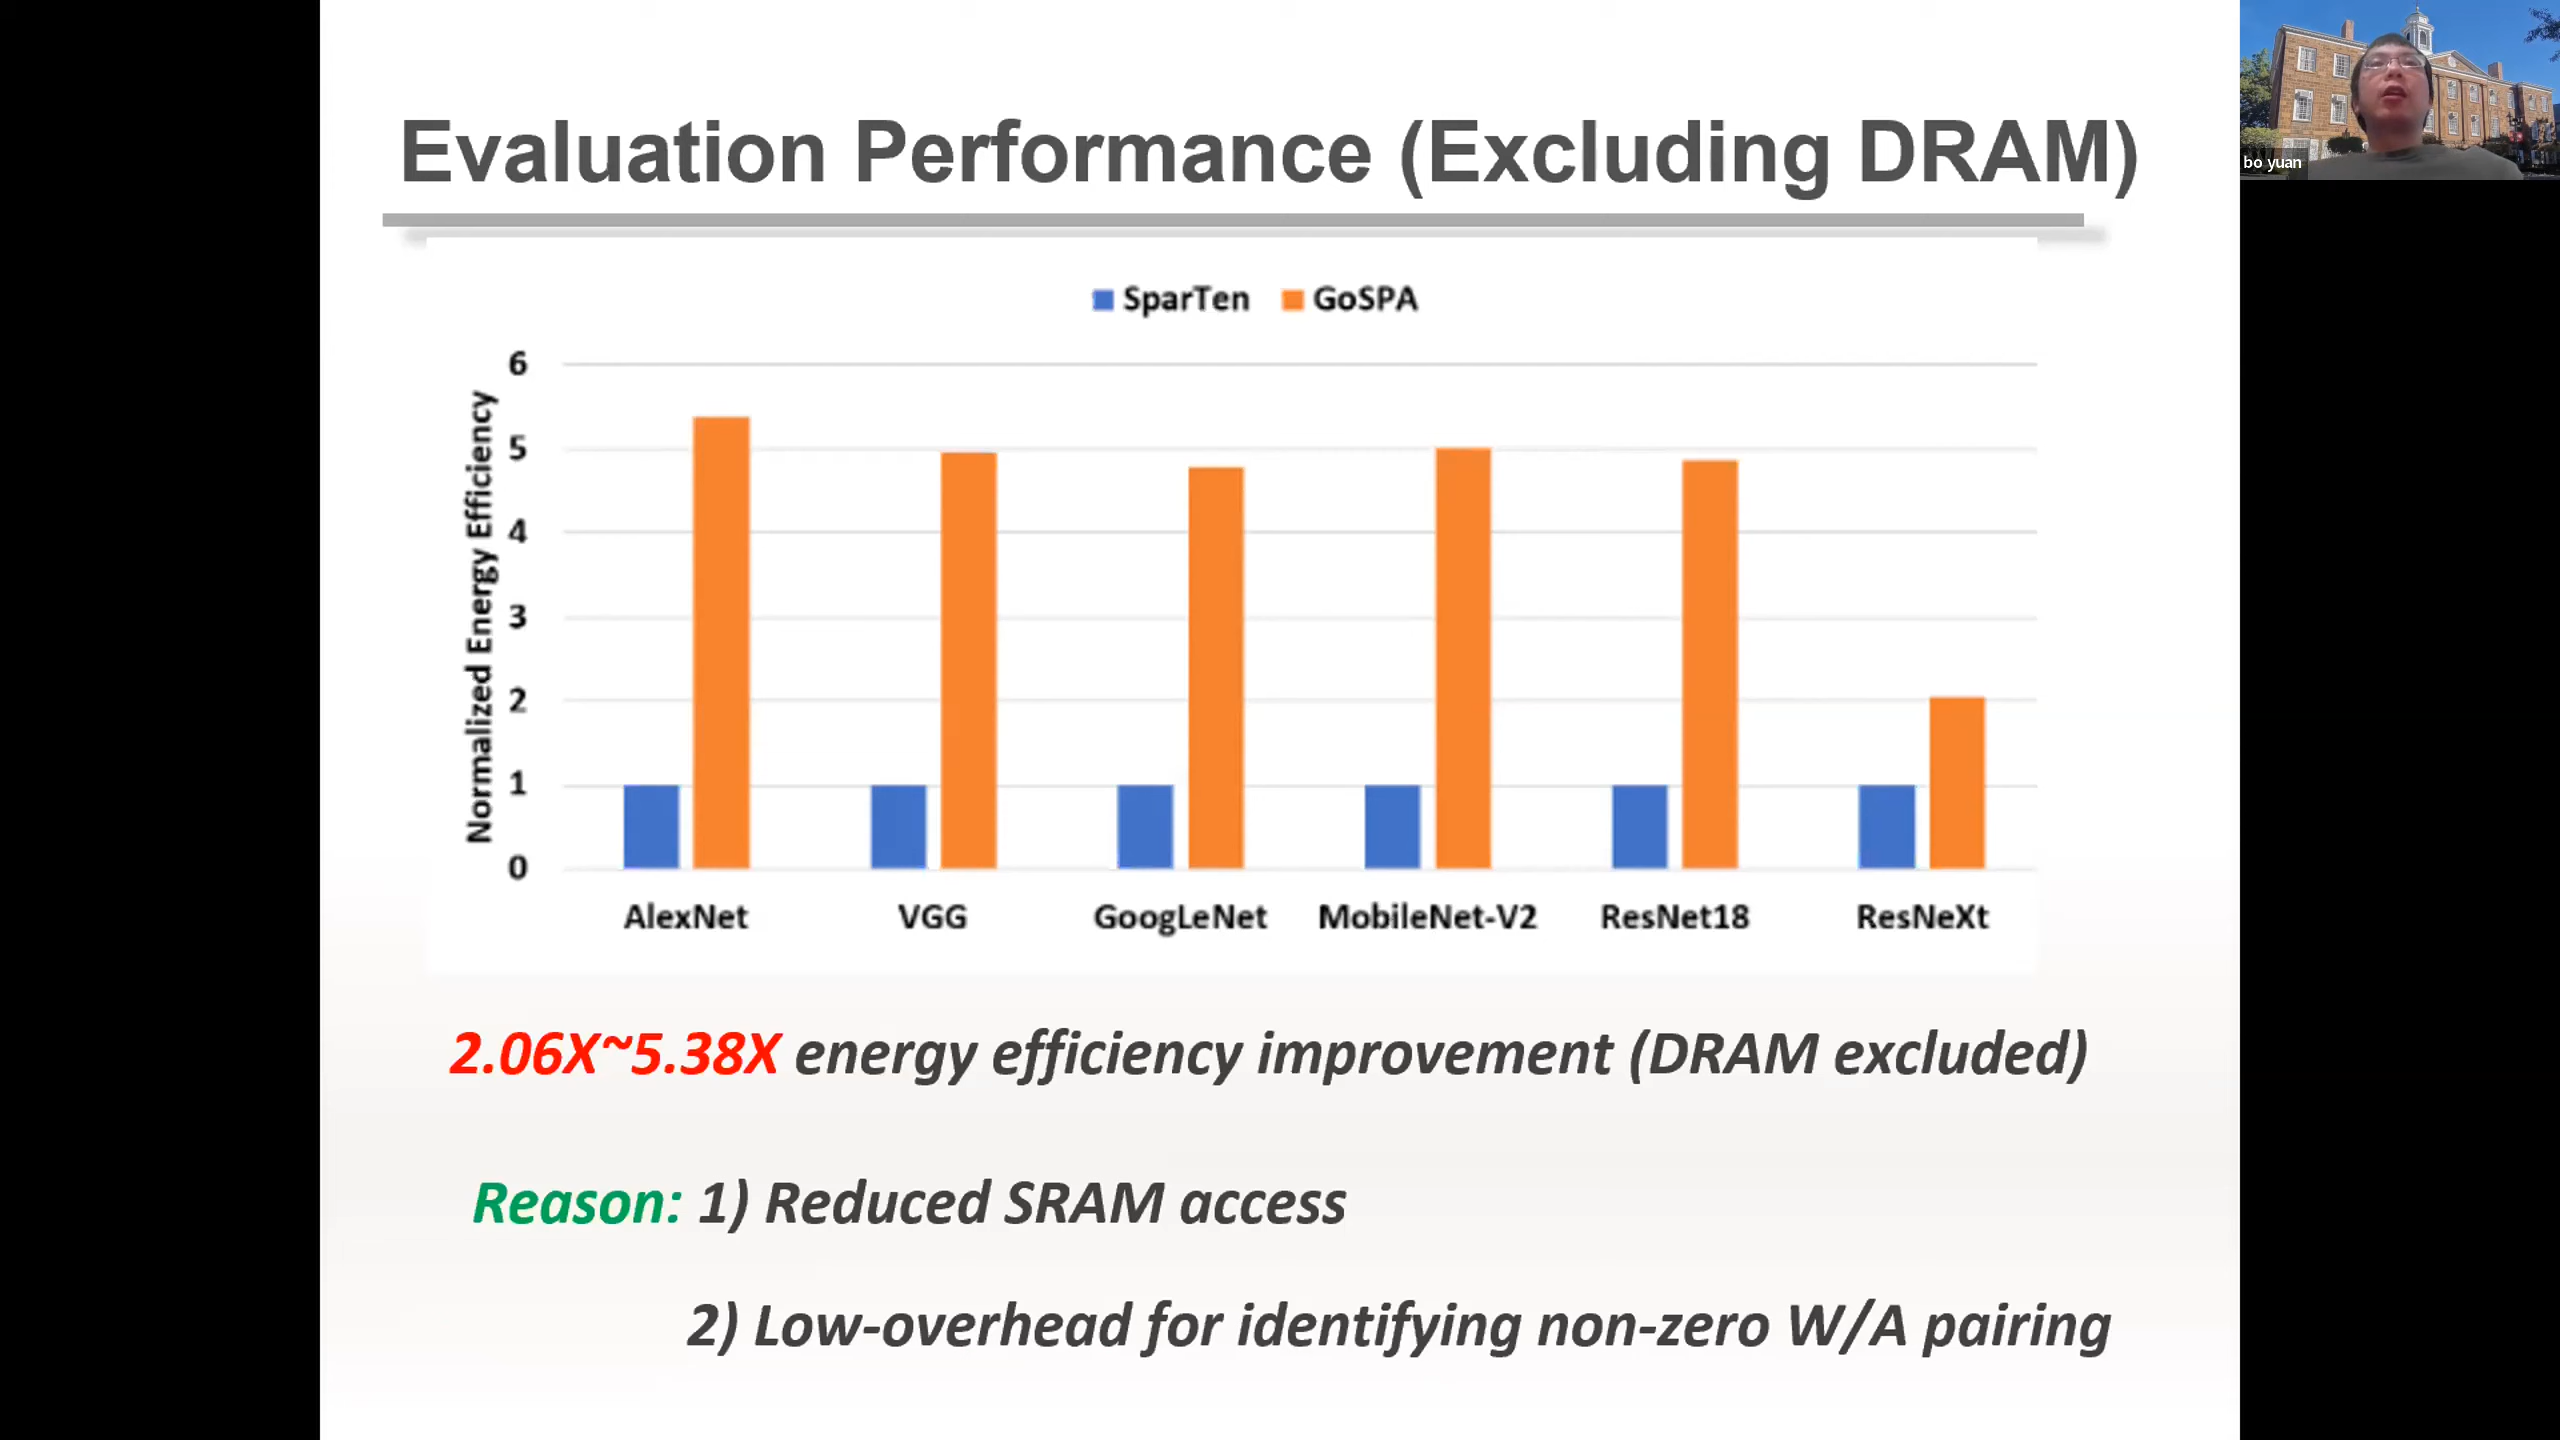 Evaluation Performance (Excluding DRAM)
bo yuan
SparTen GoSPA
Normalized Energy Efficiency
6
5
4
3
2
1
0
AlexNet VGG GoogLeNet MobileNet-V2 ResNet18 ResNeXt
2.06X~5.38X energy efficiency improvement (DRAM excluded)
Reason: 1) Reduced SRAM access
2) Low-overhead for identifying non-zero W/A pairing